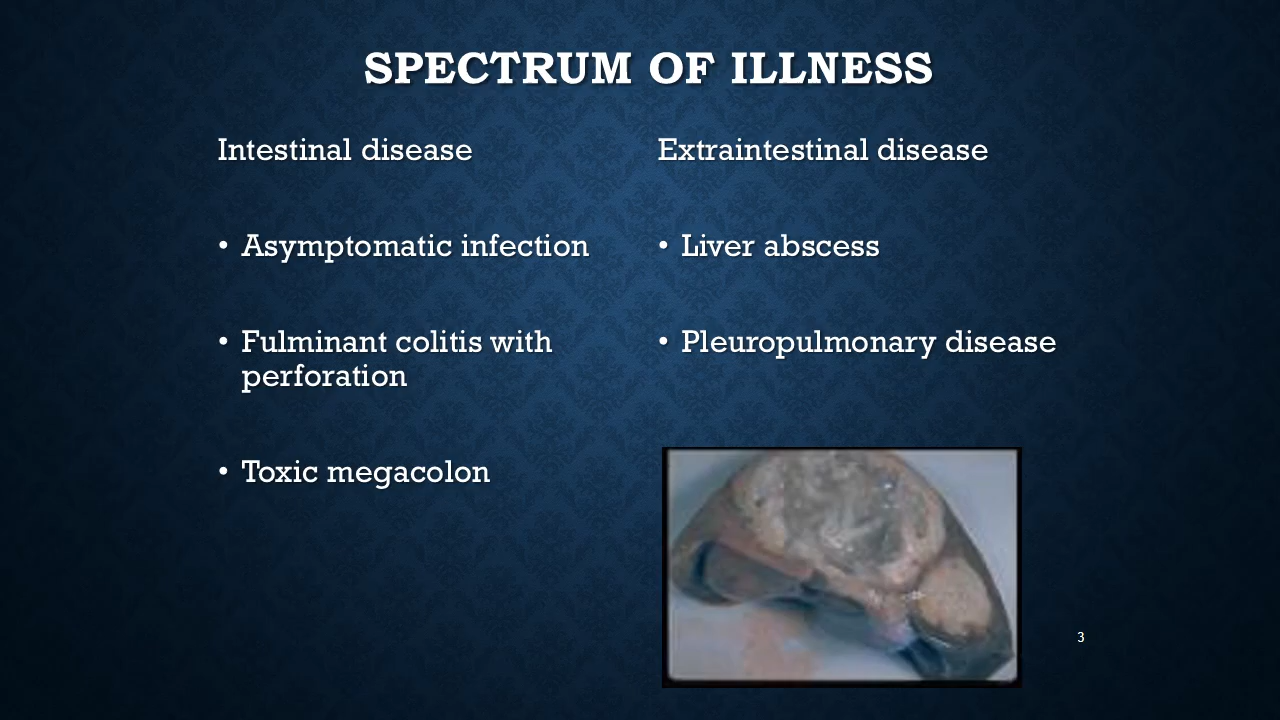 SPECTRUM OF ILLNESS
Intestinal disease
• Asymptomatic infection
• Fulminant colitis with
perforation
• Toxic megacolon
Extraintestinal disease
• Liver abscess
• Pleuropulmonary disease
3